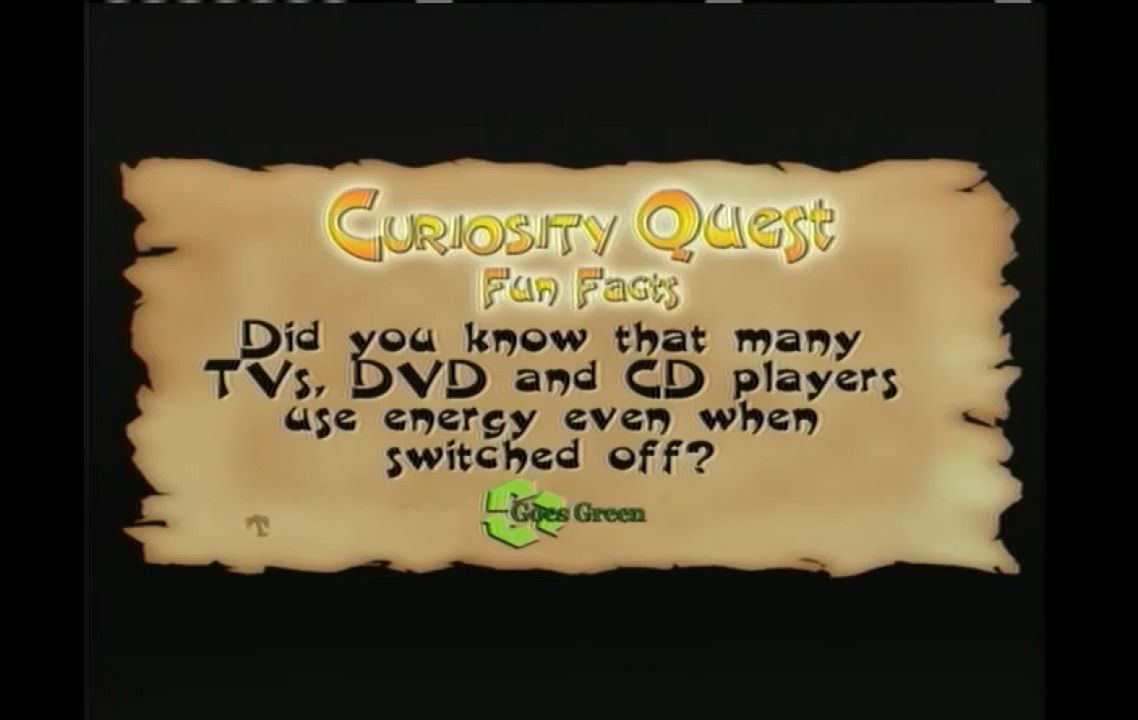 Curiosity Quest
Fun Facts
Did you know that many
TVs, DVD and CD players
use energy even when
switched off?
Goes Green